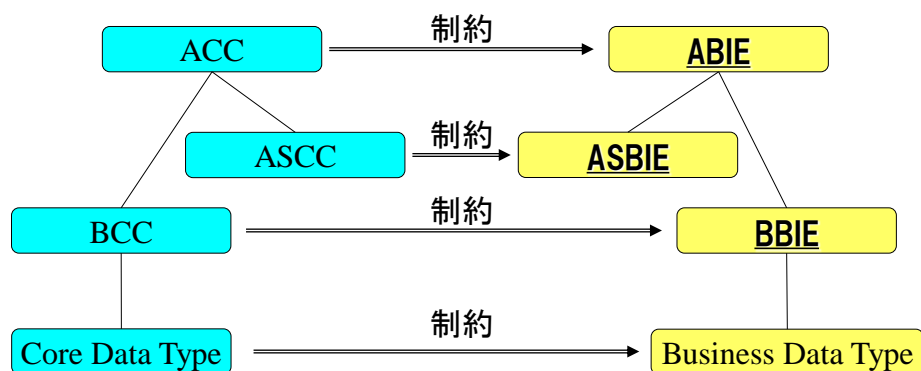 制約
ACC
ABIE
制約
ASCC
ASBIE
制約
BCC
BBIE
制約
Core Data Type
Business Data Type